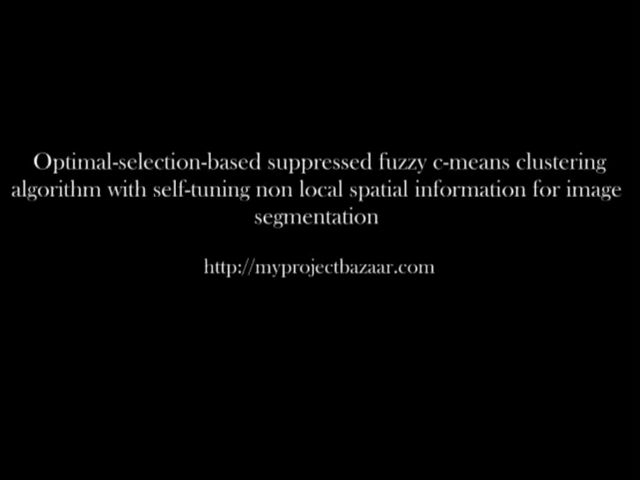 Optimal-selection-based suppressed fuzzy c-means clustering
algorithm with self-tuning non local spatial information for image
segmentation
http://myprojectbazaar.com